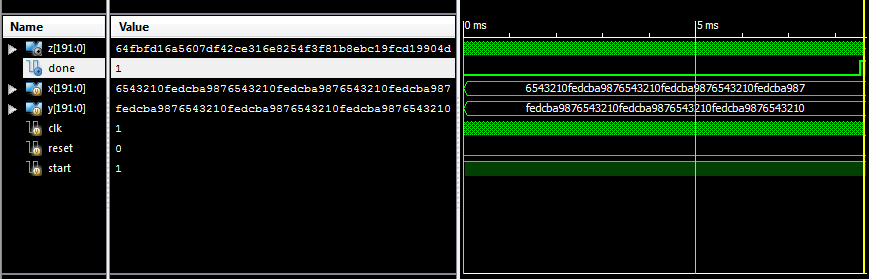 Name Value 0 ms 5 ms
z[191:0] 64fbfd16a5607df42ce316e8254f3f81b8ebc19fcd19904d
done 1
x[191:0] 6543210fedcba9876543210fedcba9876543210fedcba987 6543210fedcba9876543210fedcba9876543210fedcba987
y[191:0] fedcba9876543210fedcba9876543210fedcba9876543210 fedcba9876543210fedcba9876543210fedcba9876543210
clk 1
reset 0
start 1